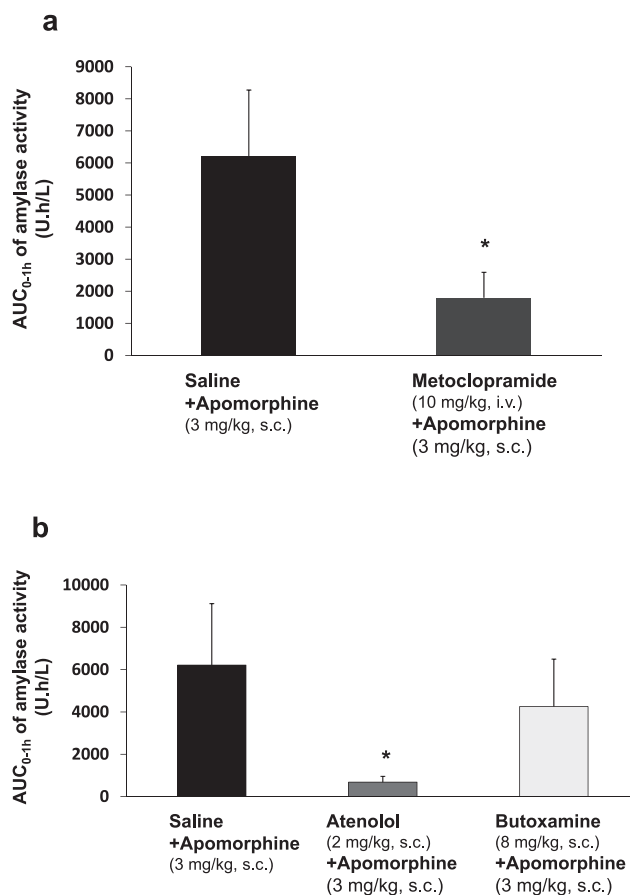 a
AUC0-1h of amylase activity
(U.h/L)
9000
8000
7000
6000
5000
4000
3000
2000
1000
0
*
Saline
+Apomorphine
(3 mg/kg, s.c.)
Metoclopramide
(10 mg/kg, i.v.)
+Apomorphine
(3 mg/kg, s.c.)
b
AUC0-1h of amylase activity
(U.h/L)
10000
8000
6000
4000
2000
0
*
Saline
+Apomorphine
(3 mg/kg, s.c.)
Atenolol
(2 mg/kg, s.c.)
+Apomorphine
(3 mg/kg, s.c.)
Butoxamine
(8 mg/kg, s.c.)
+Apomorphine
(3 mg/kg, s.c.)